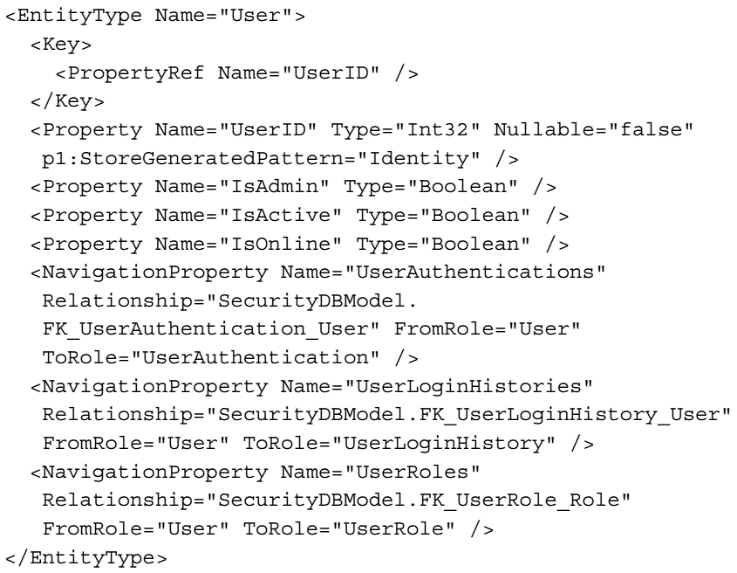 <EntityType Name="User">
<Key>
<PropertyRef Name="UserID" />
</Key>
<Property Name="UserID" Type="Int32" Nullable="false"
p1:StoreGeneratedPattern="Identity" />
<Property Name="IsAdmin" Type="Boolean" />
<Property Name="IsActive" Type="Boolean" />
<Property Name="IsOnline" Type="Boolean" />
<NavigationProperty Name="UserAuthentications"
Relationship="SecurityDBModel.
FK_UserAuthentication_User" FromRole="User"
ToRole="UserAuthentication" />
<NavigationProperty Name="UserLoginHistories"
Relationship="SecurityDBModel.FK_UserLoginHistory_User"
FromRole="User" ToRole="UserLoginHistory" />
<NavigationProperty Name="UserRoles"
Relationship="SecurityDBModel.FK_UserRole_Role"
FromRole="User" ToRole="UserRole" />
</EntityType>